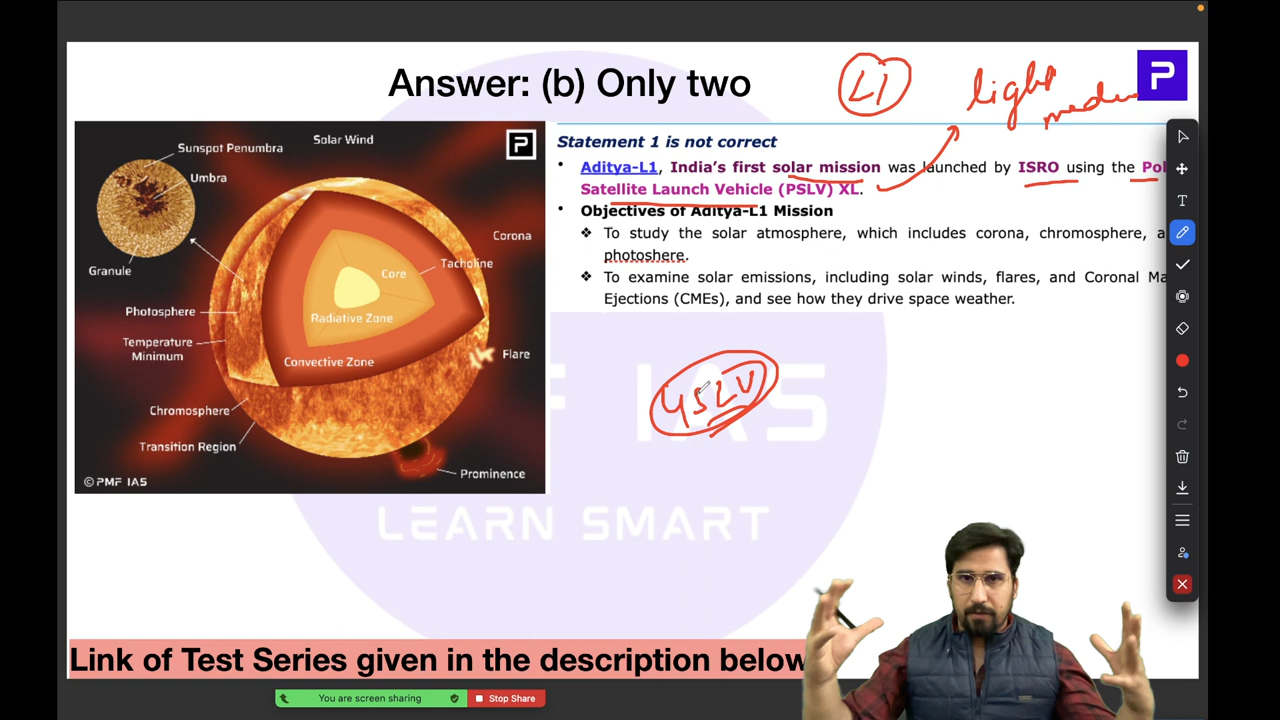 Answer: (b) Only two
L1
light
P
Solar Wind
P
Sunspot Penumbra
Umbra
Granule
Corona
Core
Tacholine
Photosphere
Radiative Zone
Temperature
Minimum
Convective Zone
Flare
Chromosphere
Transition Region
Prominence
©PMF IAS
Statement 1 is not correct
• Aditya-L1, India's first solar mission was launched by ISRO using the Pol
Satellite Launch Vehicle (PSLV) XL.
• Objectives of Aditya-L1 Mission
❖ To study the solar atmosphere, which includes corona, chromosphere, a
photoshere.
❖ To examine solar emissions, including solar winds, flares, and Coronal Ma
Ejections (CMEs), and see how they drive space weather.
F IAS
LEARN SMART
Link of Test Series given in the description below
You are screen sharing
Stop Share
T